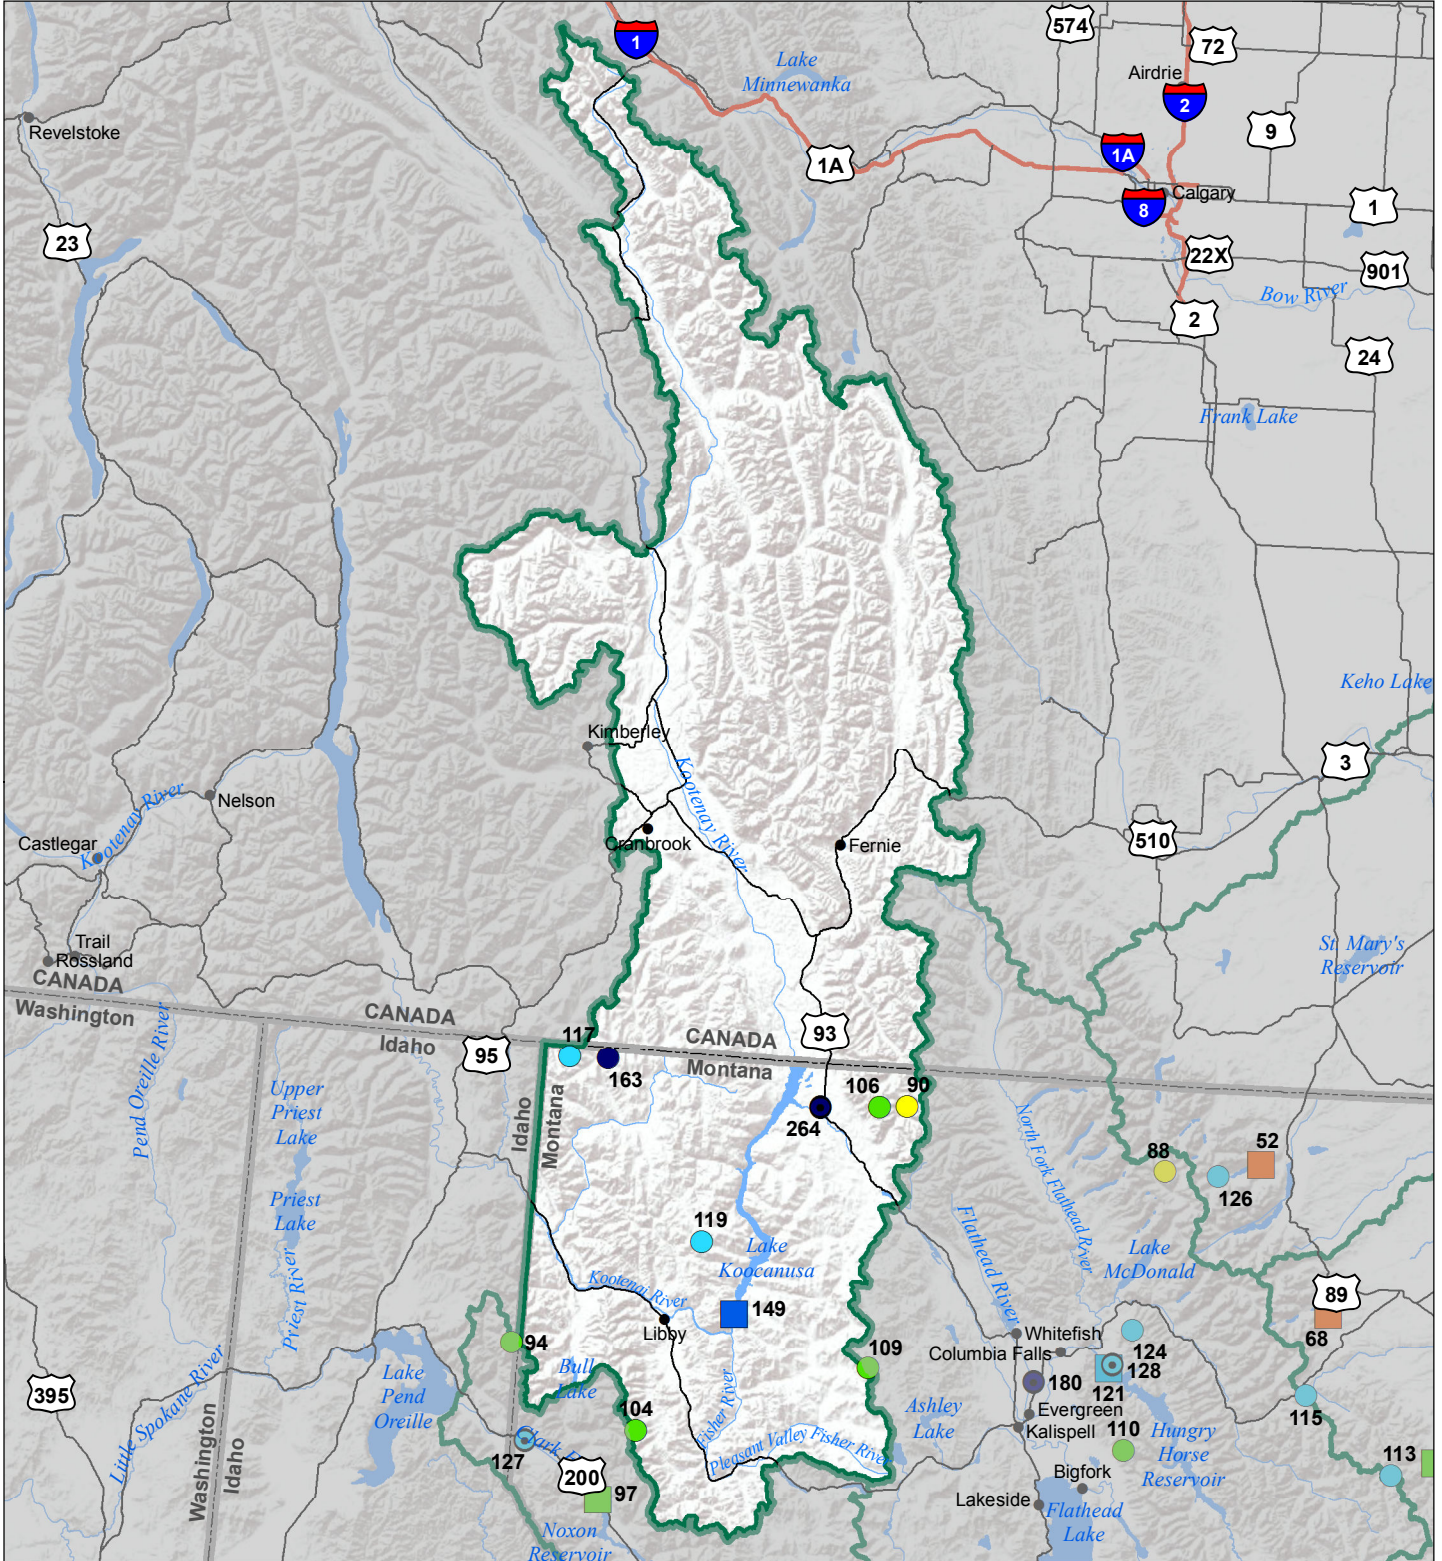 1
574
72
Lake
Minnewanka
Airdrie
2
Revelstoke
9
1A
1A
Calgary
8
1
23
22X
901
Bow River
2
24
Frank Lake
Keho Lake
Kimberley
3
Kootenay River
Nelson
Kootenay River
Castlegar
Cranbrook
Fernie
510
Trail
Rossland
St. Mary's
Reservoir
CANADA
Washington
CANADA
Idaho
95
117
163
CANADA
Montana
93
106
90
264
Pend Oreille River
Upper
Priest
Lake
Idaho
Montana
North Fork Flathead River
88
52
126
Priest
Lake
119
Lake
Koocanusa
Flathead River
Lake
McDonald
Priest River
Kootenai River
149
89
68
Libby
Whitefish
Columbia Falls
124
128
121
94
109
Bull
Lake
Lake
Pend
Oreille
395
Little Spokane River
180
Evergreen
Kalispell
115
104
Fisher River
Ashley
Lake
110
Hungry
Horse
Reservoir
Washington
Idaho
Clark F
127
Pleasant Valley Fisher River
113
200
97
Bigfork
Lakeside
Flathead
Lake
Noxon
Reservoir